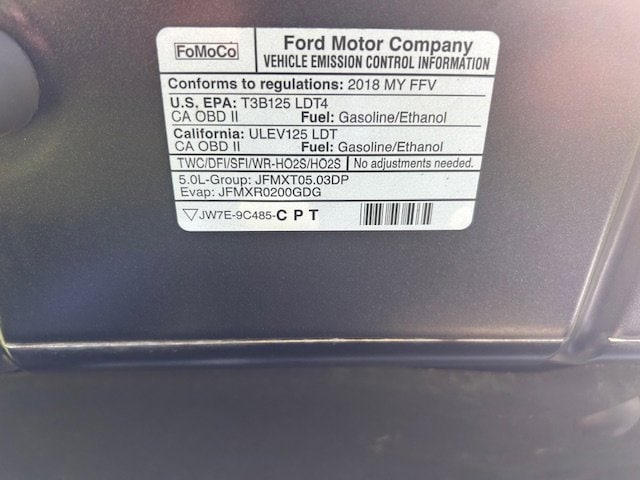 FoMoCo
Ford Motor Company
VEHICLE EMISSION CONTROL INFORMATION
Conforms to regulations: 2018 MY FFV
U.S. EPA: T3B125 LDT4
CA OBD II Fuel: Gasoline/Ethanol
California: ULEV125 LDT
CA OBD II Fuel: Gasoline/Ethanol
TWC/DFI/SFI/WR-HO2S/HO2S No adjustments needed.
5.0L-Group: JFMXT05.03DP
Evap: JFMXR0200GDG
JW7E-9C485-C P T